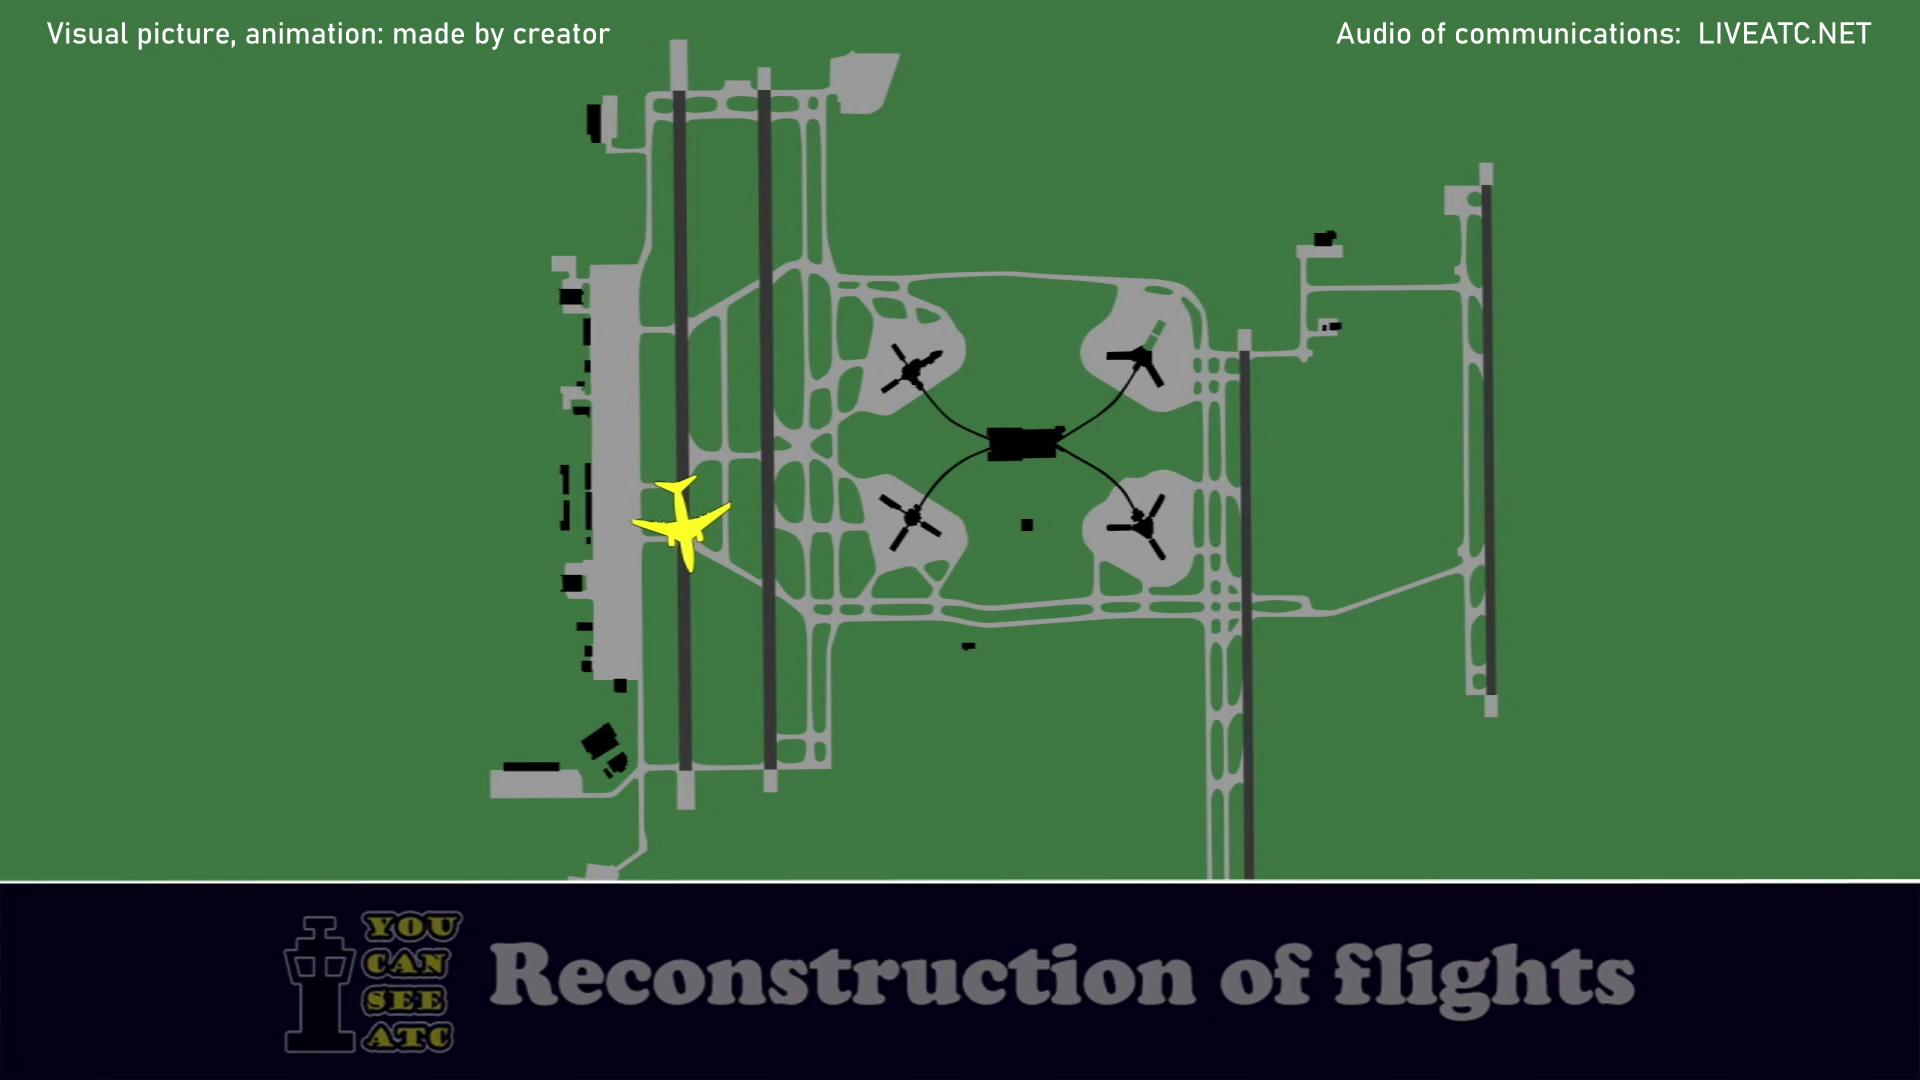 Visual picture, animation: made by creator
Audio of communications: LIVEATC.NET
YOU
CAN
SEE
ATC
Reconstruction of flights